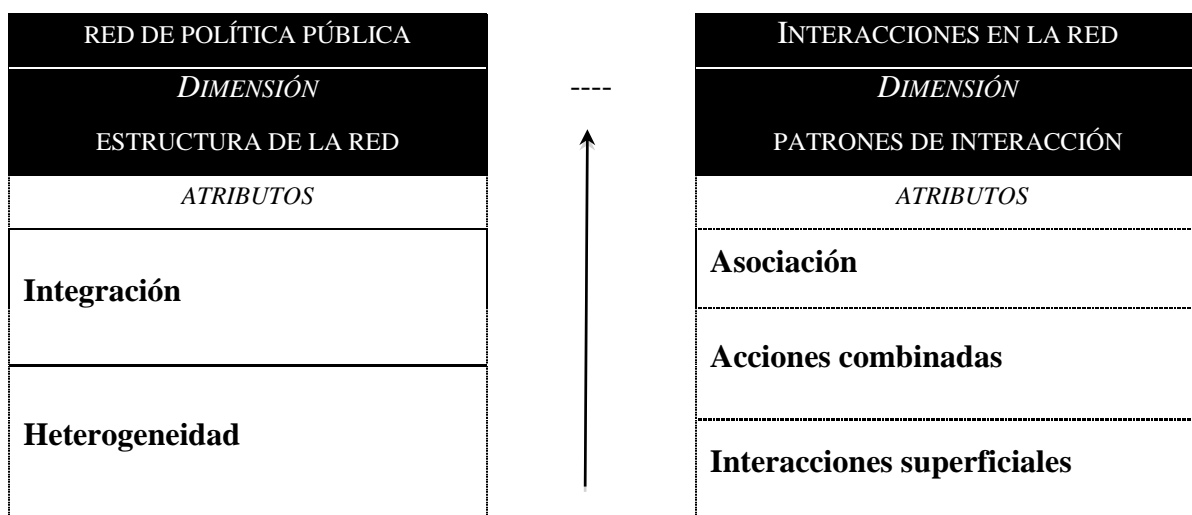 RED DE POLÍTICA PÚBLICA
DIMENSIÓN
ESTRUCTURA DE LA RED
ATRIBUTOS
Integración
Heterogeneidad
----
INTERACCIONES EN LA RED
DIMENSIÓN
PATRONES DE INTERACCIÓN
ATRIBUTOS
Asociación
Acciones combinadas
Interacciones superficiales